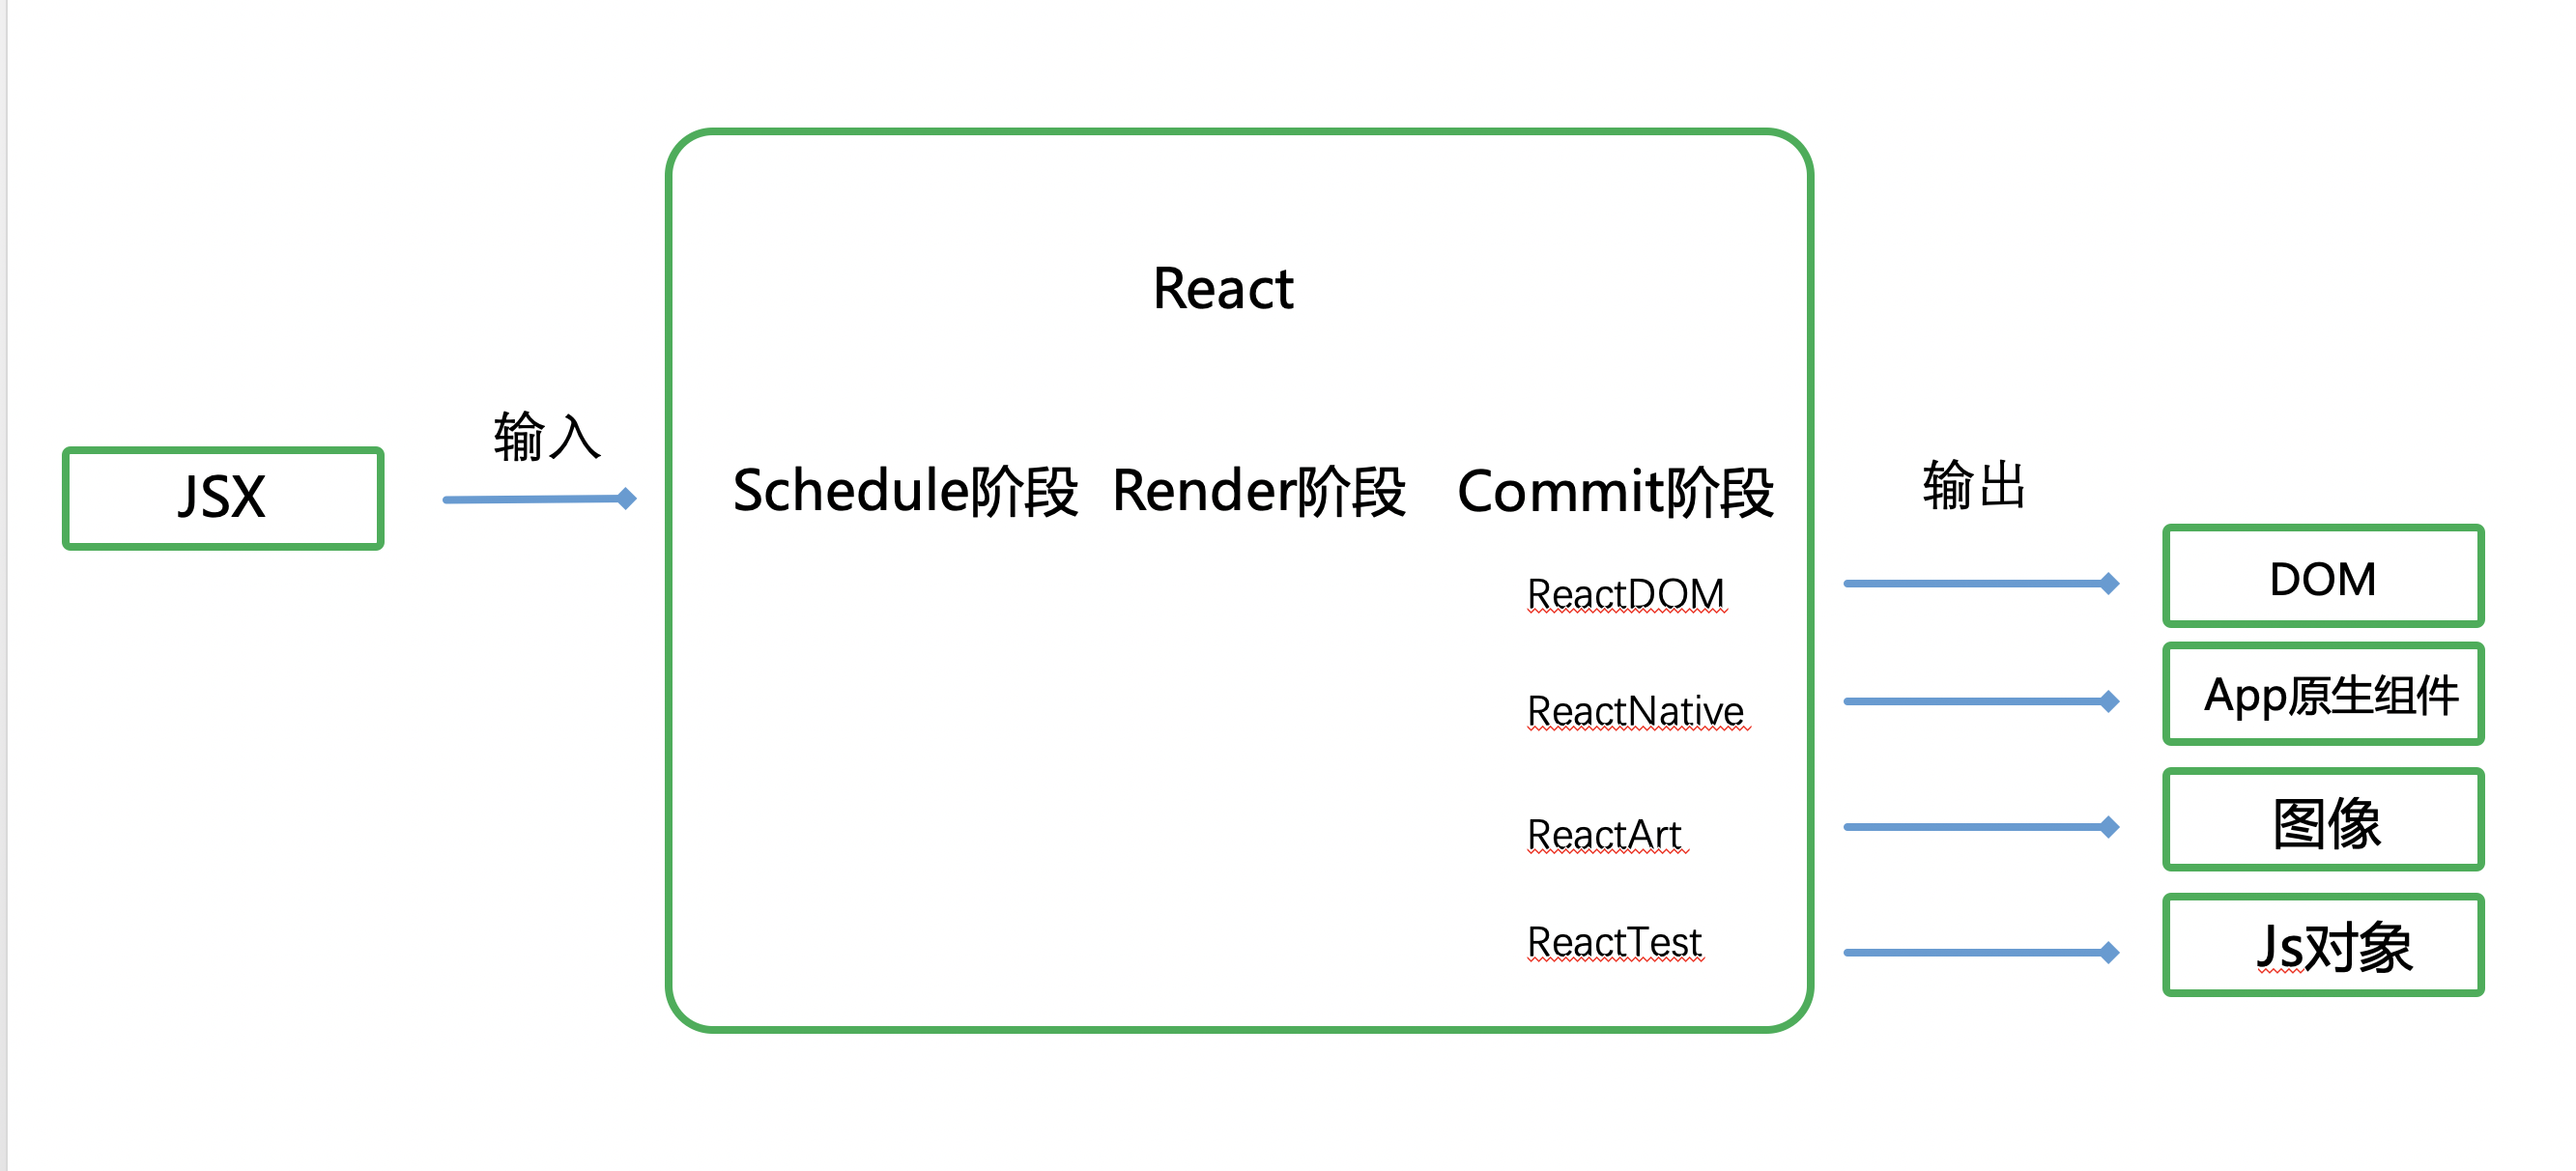 React
JSX
输入
Schedule阶段
Render阶段
Commit阶段
输出
ReactDOM
DOM
ReactNative
App原生组件
ReactArt
图像
ReactTest
Js对象